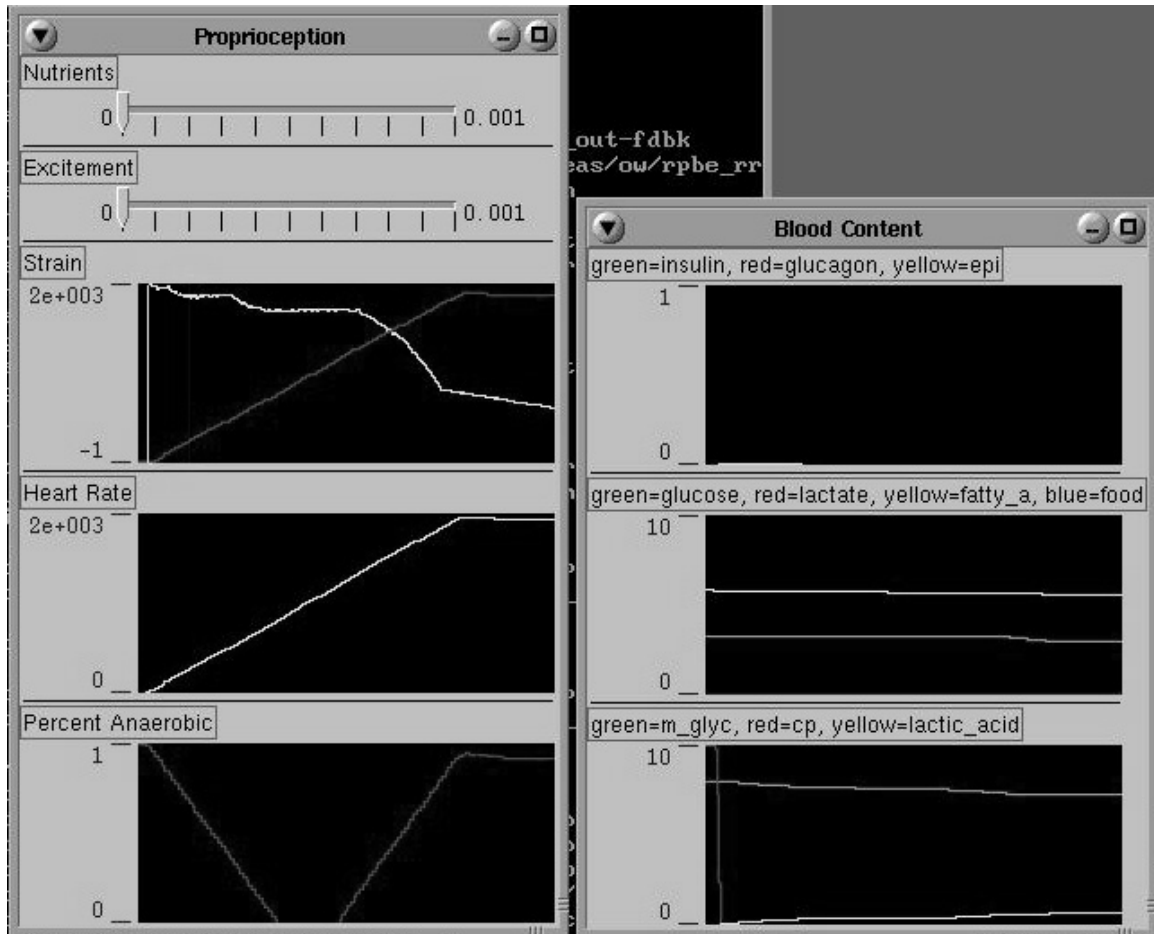 Proprioception
Nutrients
0 0.001
Excitement
0 0.001
Strain
2e+003
-1
Heart Rate
2e+003
0
Percent Anaerobic
1
0
_out-fdbk
eas/ow/rpbe_rr
Blood Content
green=insulin, red=glucagon, yellow=epi
1
0
green=glucose, red=lactate, yellow=fatty_a, blue=food
10
0
green=m_glyc, red=cp, yellow=lactic_acid
10
0